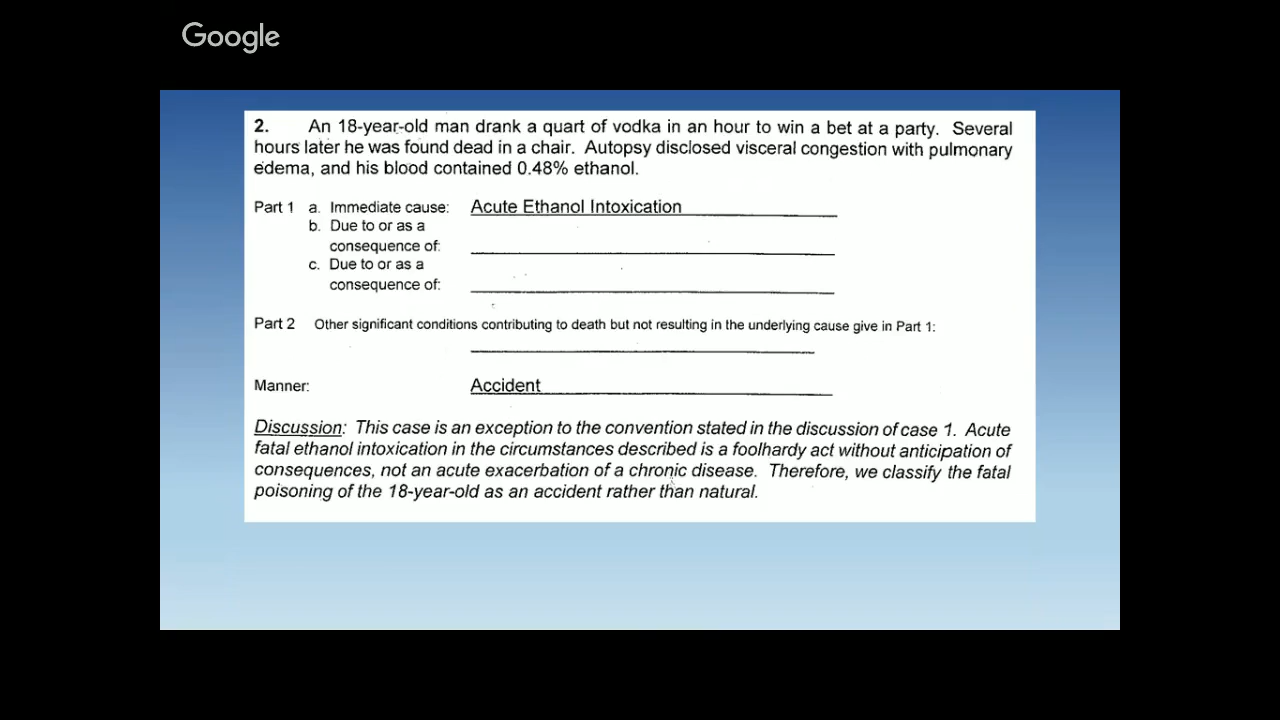 Google
2. An 18-year-old man drank a quart of vodka in an hour to win a bet at a party. Several
hours later he was found dead in a chair. Autopsy disclosed visceral congestion with pulmonary
edema, and his blood contained 0.48% ethanol.
Part 1 a. Immediate cause: Acute Ethanol Intoxication
b. Due to or as a
consequence of:
c. Due to or as a
consequence of:
Part 2 Other significant conditions contributing to death but not resulting in the underlying cause give in Part 1:
Manner: Accident
Discussion: This case is an exception to the convention stated in the discussion of case 1. Acute
fatal ethanol intoxication in the circumstances described is a foolhardy act without anticipation of
consequences, not an acute exacerbation of a chronic disease. Therefore, we classify the fatal
poisoning of the 18-year-old as an accident rather than natural.